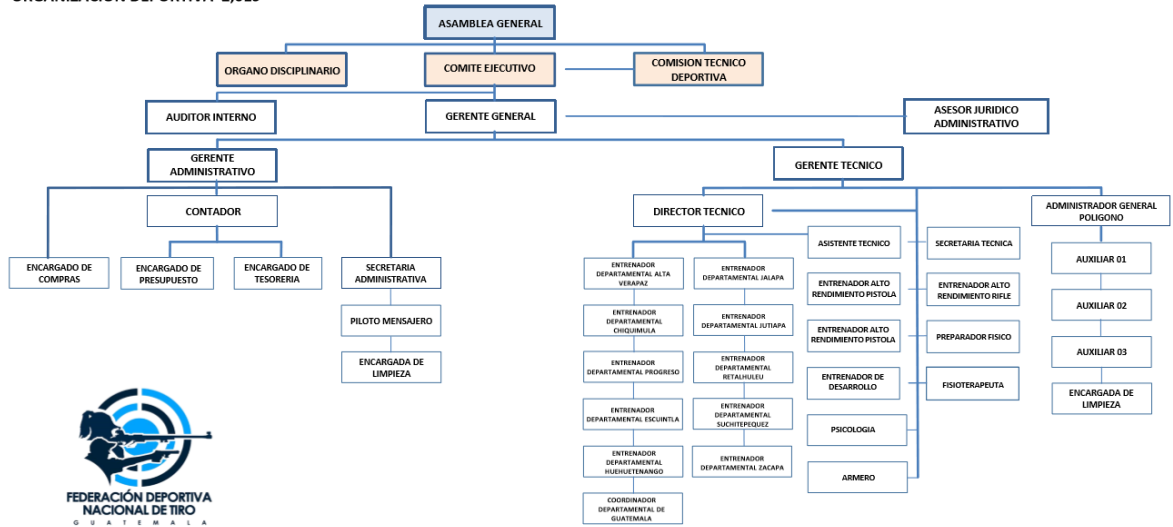 ASAMBLEA GENERAL
ORGANO DISCIPLINARIO
COMITE EJECUTIVO
COMISION TECNICO
DEPORTIVA
AUDITOR INTERNO
GERENTE GENERAL
ASESOR JURIDICO
ADMINISTRATIVO
GERENTE
ADMINISTRATIVO
GERENTE TECNICO
CONTADOR
DIRECTOR TECNICO
ADMINISTRADOR GENERAL
POLIGONO
ENCARGADO DE
COMPRAS
ENCARGADO DE
PRESUPUESTO
ENCARGADO DE
TESORERIA
SECRETARIA
ADMINISTRATIVA
PILOTO MENSAJERO
ENCARGADA DE
LIMPIEZA
ENTRENADOR
DEPARTAMENTAL ALTA
VERAPAZ
ENTRENADOR
DEPARTAMENTAL
CHIQUIMULA
ENTRENADOR
DEPARTAMENTAL PROGRESO
ENTRENADOR
DEPARTAMENTAL ESCUINTLA
ENTRENADOR
DEPARTAMENTAL
HUEHUETENANGO
COORDINADOR
DEPARTAMENTAL DE
GUATEMALA
ENTRENADOR
DEPARTAMENTAL JALAPA
ENTRENADOR
DEPARTAMENTAL JUTIAPA
ENTRENADOR
DEPARTAMENTAL
RETALHULEU
ENTRENADOR
DEPARTAMENTAL
SUCHITEPEQUEZ
ENTRENADOR
DEPARTAMENTAL ZACAPA
ASISTENTE TECNICO
SECRETARIA TECNICA
ENTRENADOR ALTO
RENDIMIENTO PISTOLA
ENTRENADOR ALTO
RENDIMIENTO RIFLE
ENTRENADOR ALTO
RENDIMIENTO PISTOLA
PREPARADOR FISICO
ENTRENADOR DE
DESARROLLO
FISIOTERAPEUTA
PSICOLOGIA
ARMERO
AUXILIAR 01
AUXILIAR 02
AUXILIAR 03
ENCARGADA DE
LIMPIEZA
FEDERACIÓN DEPORTIVA
NACIONAL DE TIRO
GUATEMALA